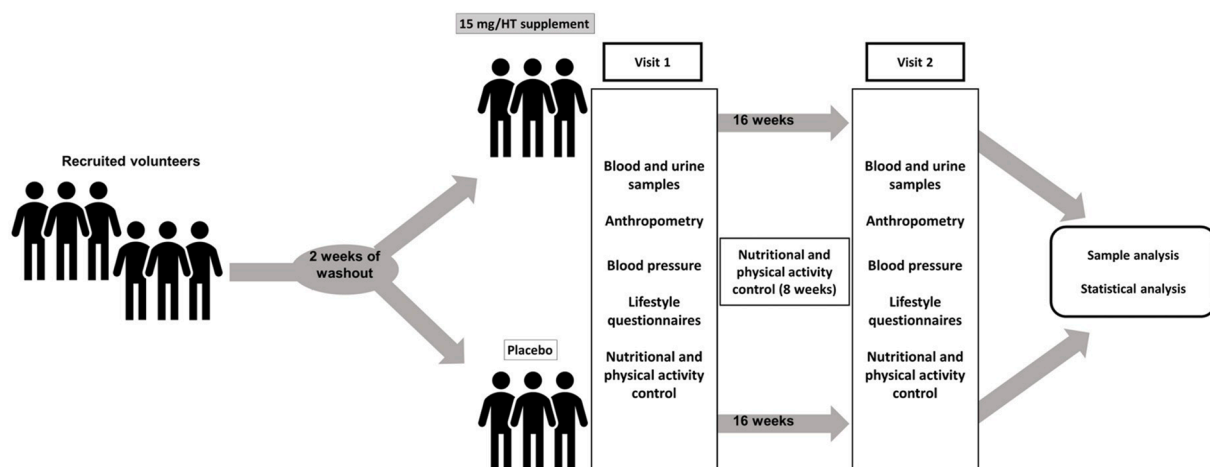 15 mg/HT supplement
Visit 1
Visit 2
16 weeks
Recruited volunteers
Blood and urine
samples
Anthropometry
Blood pressure
Lifestyle
questionnaires
Nutritional and
physical activity
control
2 weeks of
washout
Nutritional and
physical activity
control (8 weeks)
Blood and urine
samples
Anthropometry
Blood pressure
Lifestyle
questionnaires
Nutritional and
physical activity
control
Sample analysis
Statistical analysis
Placebo
16 weeks